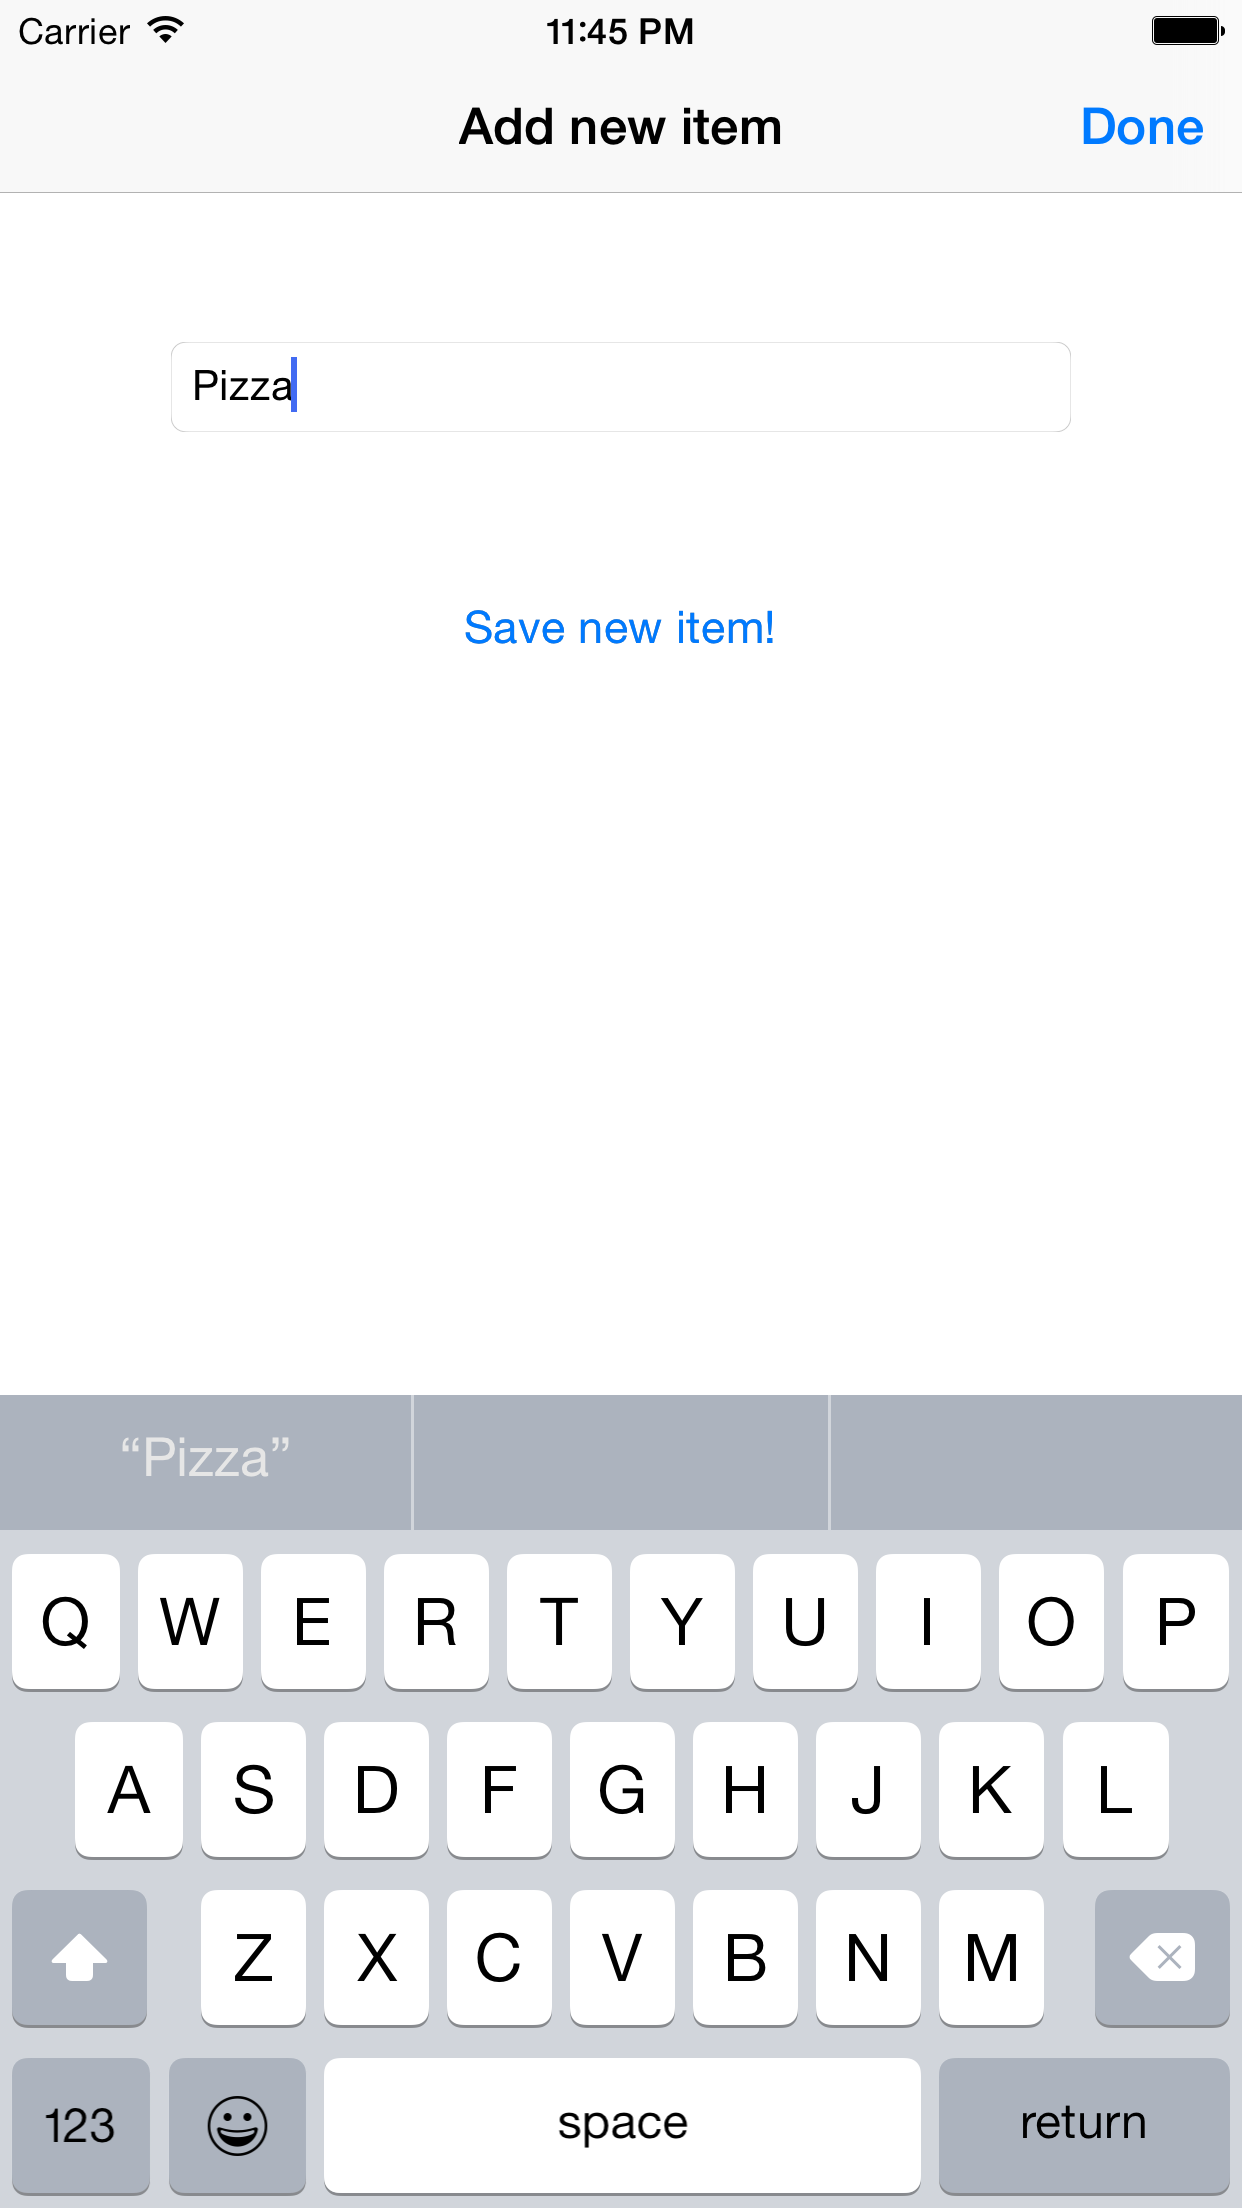 Carrier 11:45 PM
Add new item Done
Pizza
Save new item!
“Pizza”
Q W E R T Y U I O P
A S D F G H J K L
Z X C V B N M
123 space return